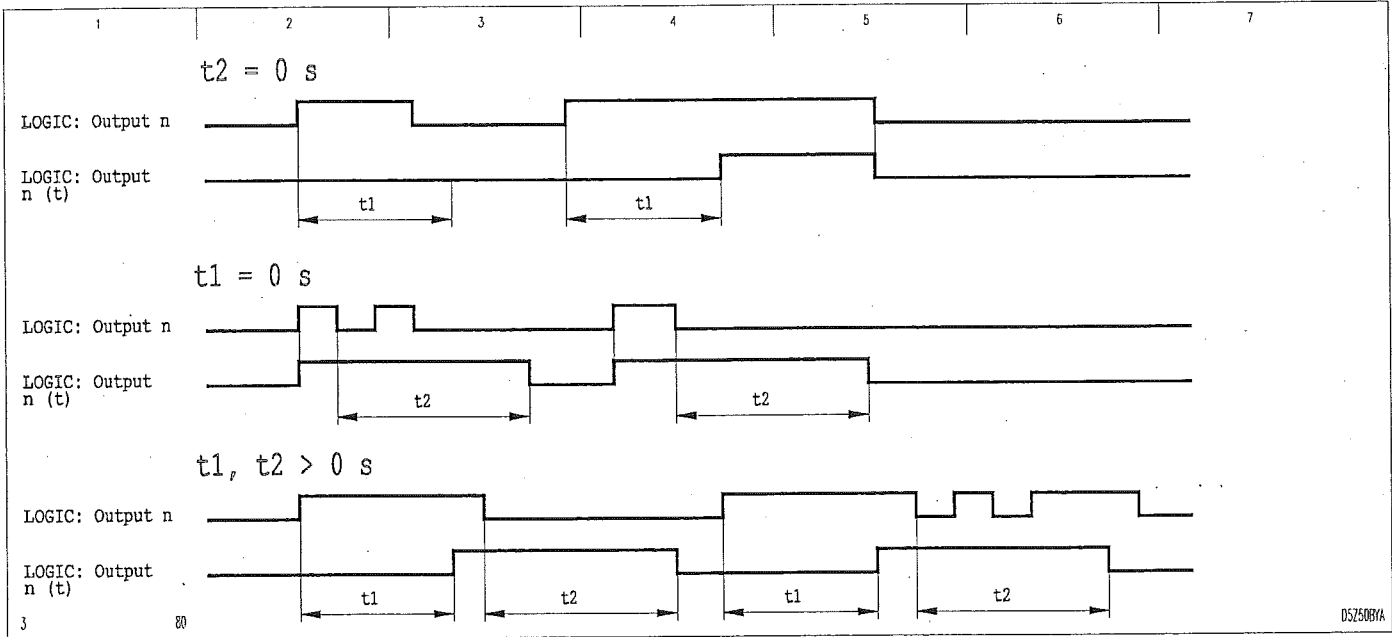 1 2 3 4 5 6 7
t2 = 0 s
LOGIC: Output n
LOGIC: Output
n (t)
t1 t1
t1 = 0 s
LOGIC: Output n
LOGIC: Output
n (t)
t2 t2
t1, t2 > 0 s
LOGIC: Output n
LOGIC: Output
n (t)
t1 t2 t1 t2
3 80 D5Z50BYA